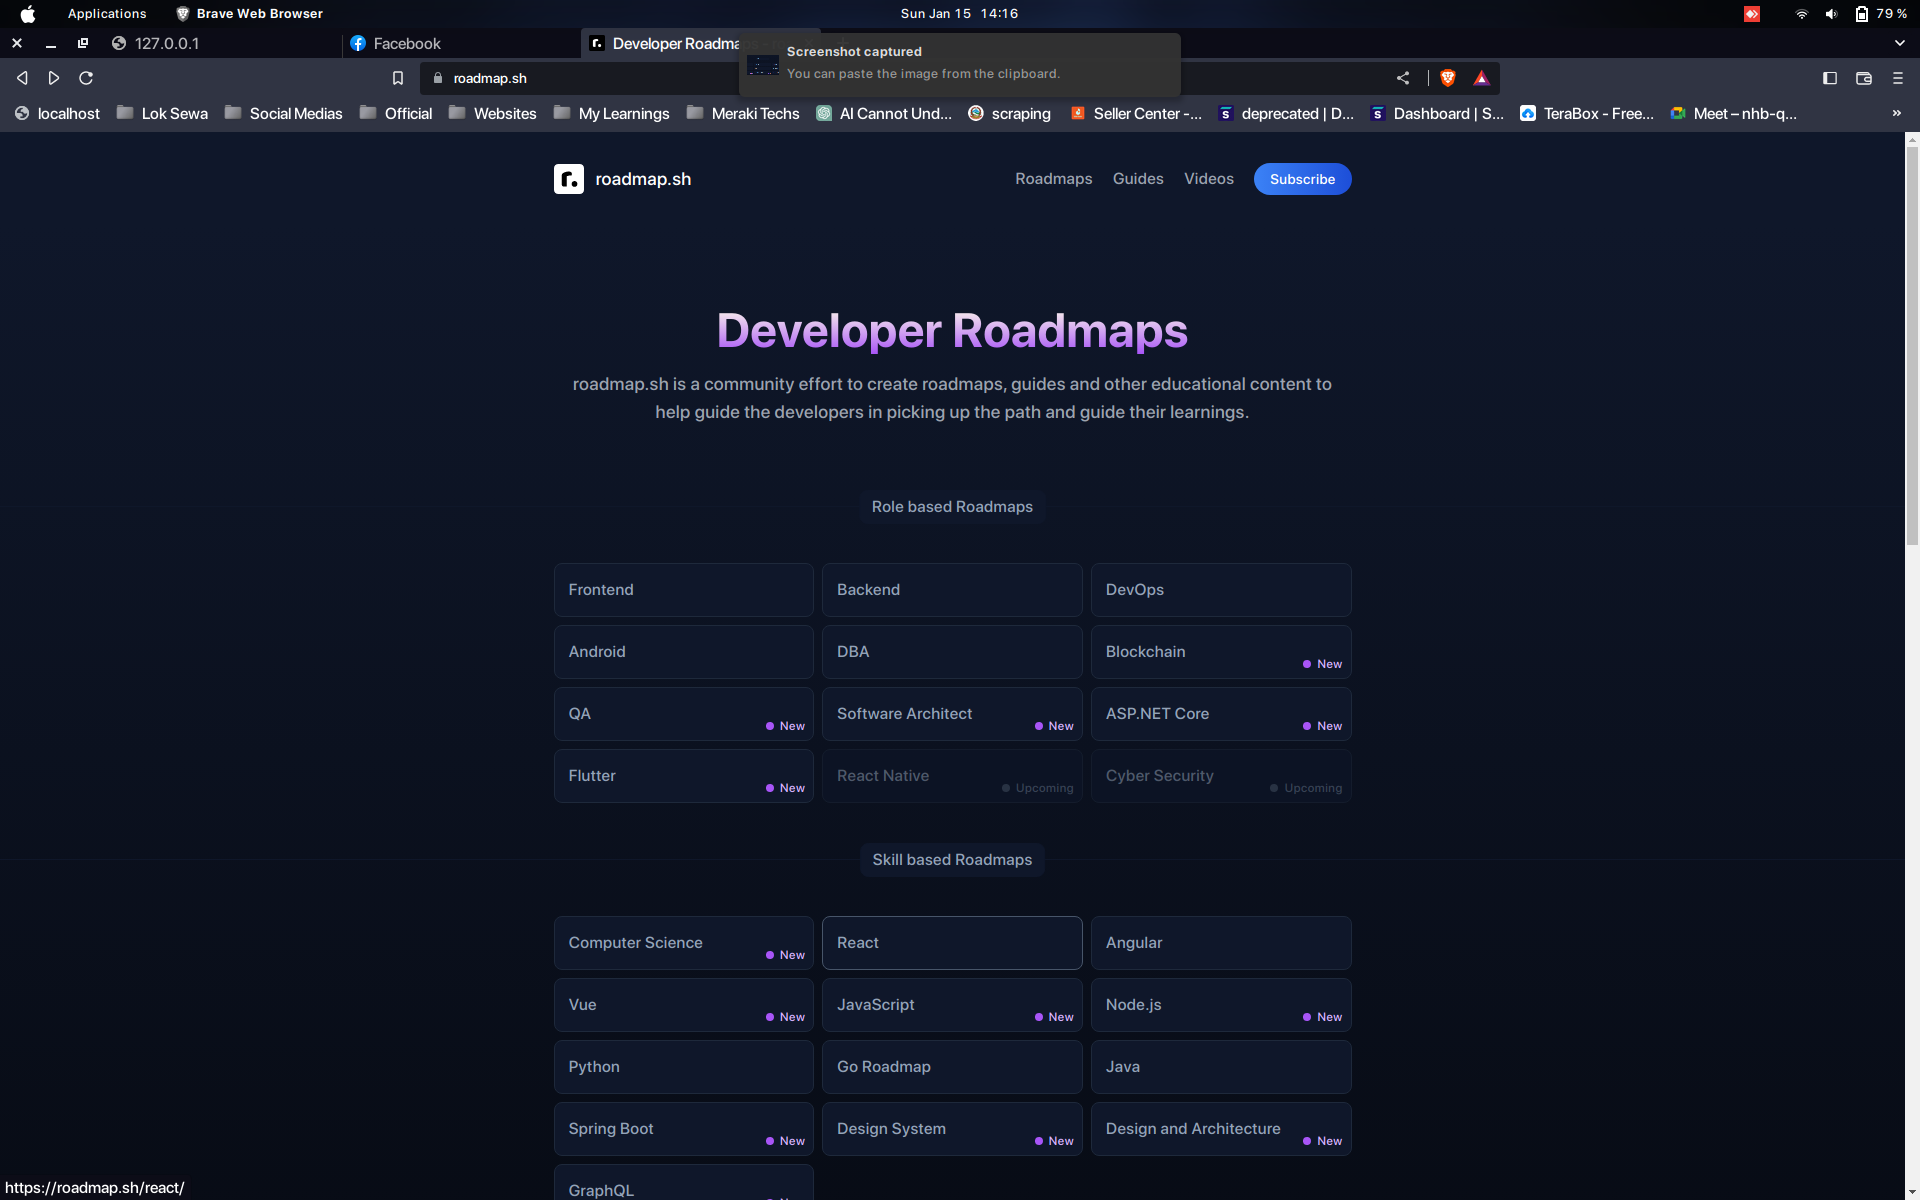 Applications
Brave Web Browser
Sun Jan 15 14:16
79 %
127.0.0.1
Facebook
Developer Roadma
Screenshot captured
You can paste the image from the clipboard.
roadmap.sh
localhost
Lok Sewa
Social Medias
Official
Websites
My Learnings
Meraki Techs
AI Cannot Und...
scraping
Seller Center -...
deprecated | D...
Dashboard | S...
TeraBox - Free...
Meet – nhb-q...
»
roadmap.sh
Roadmaps
Guides
Videos
Subscribe
Developer Roadmaps
roadmap.sh is a community effort to create roadmaps, guides and other educational content to
help guide the developers in picking up the path and guide their learnings.
Role based Roadmaps
Frontend
Backend
DevOps
Android
DBA
Blockchain
New
QA
New
Software Architect
New
ASP.NET Core
New
Flutter
New
React Native
Upcoming
Cyber Security
Upcoming
Skill based Roadmaps
Computer Science
New
React
Angular
Vue
New
JavaScript
New
Node.js
New
Python
Go Roadmap
Java
Spring Boot
New
Design System
New
Design and Architecture
New
GraphQL
https://roadmap.sh/react/